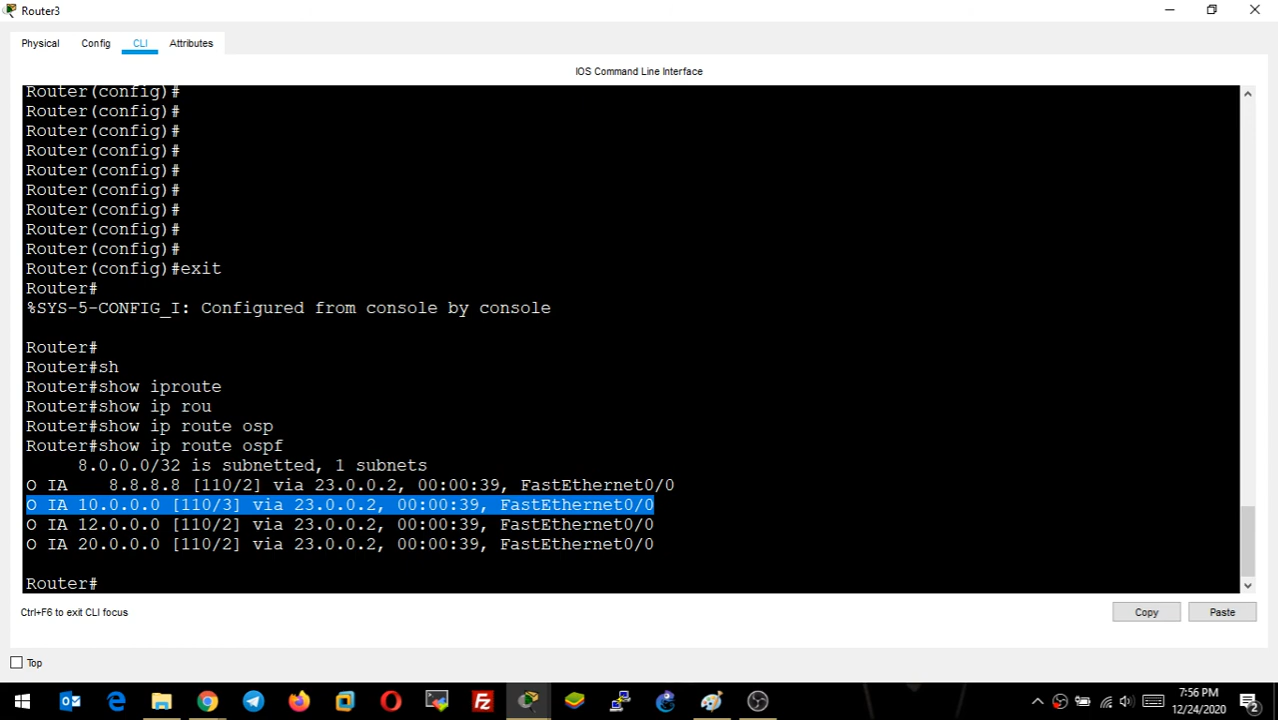 Router3
Physical
Config
CLI
Attributes
IOS Command Line Interface
Router(config)#
Router(config)#
Router(config)#
Router(config)#
Router(config)#
Router(config)#
Router(config)#
Router(config)#
Router(config)#
Router(config)#exit
Router#
%SYS-5-CONFIG_I: Configured from console by console
Router#
Router#sh
Router#show iproute
Router#show ip rou
Router#show ip route osp
Router#show ip route ospf
     8.0.0.0/32 is subnetted, 1 subnets
O IA    8.8.8.8 [110/2] via 23.0.0.2, 00:00:39, FastEthernet0/0
O IA 10.0.0.0 [110/3] via 23.0.0.2, 00:00:39, FastEthernet0/0
O IA 12.0.0.0 [110/2] via 23.0.0.2, 00:00:39, FastEthernet0/0
O IA 20.0.0.0 [110/2] via 23.0.0.2, 00:00:39, FastEthernet0/0
Router#
Ctrl+F6 to exit CLI focus
Copy
Paste
Top
7:56 PM
12/24/2020
2